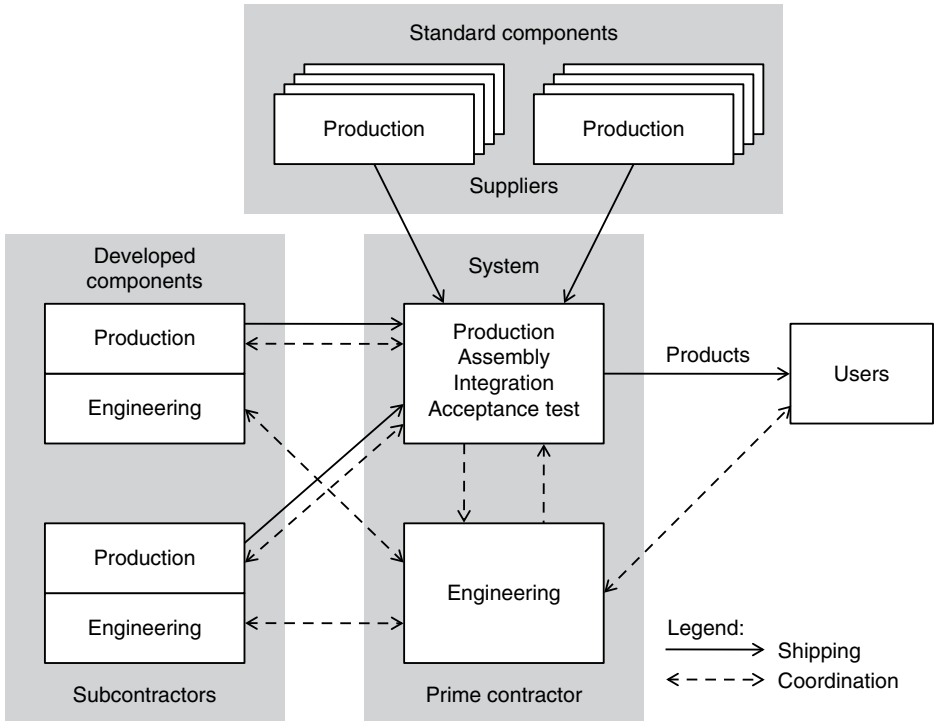 Standard components
Production
Production
Suppliers
Developed
components
Production
Engineering
Production
Engineering
Subcontractors
System
Production
Assembly
Integration
Acceptance test
Engineering
Prime contractor
Products
Users
Legend:
Shipping
Coordination